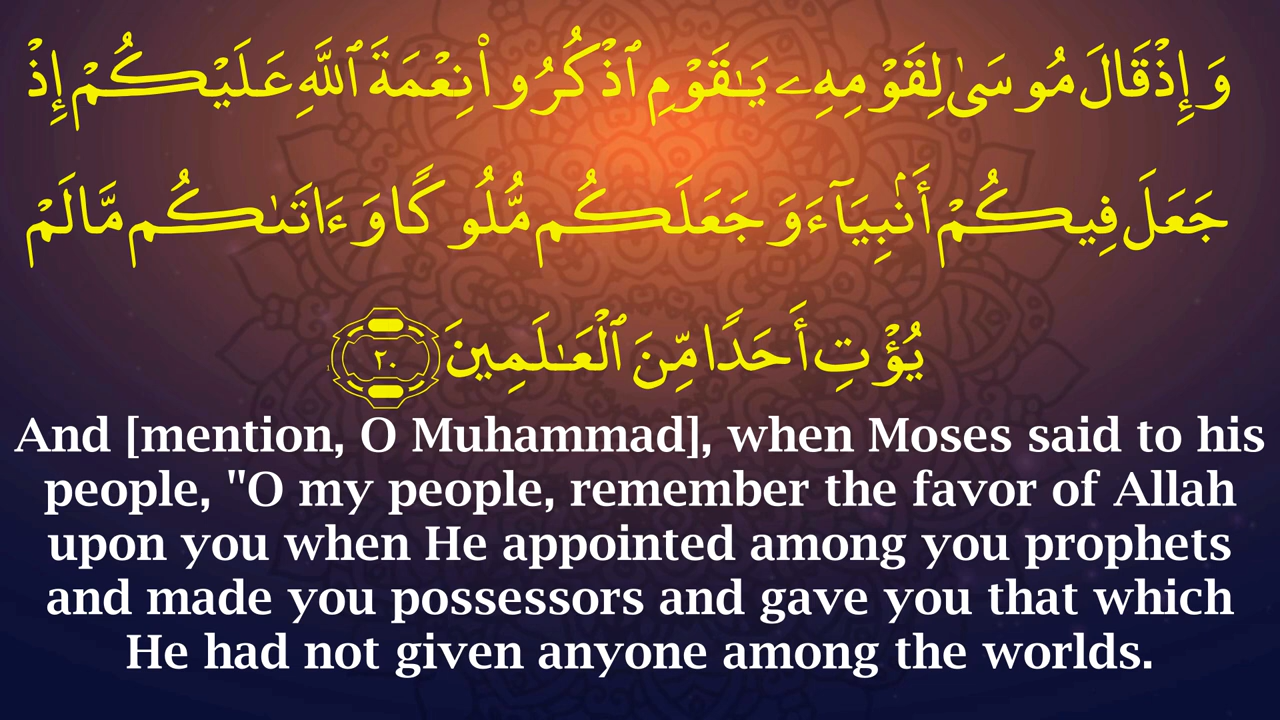 وَإِذْ قَالَ مُوسَىٰ لِقَوْمِهِۦ يَـٰقَوْمِ ٱذْكُرُوا۟ نِعْمَةَ ٱللَّهِ عَلَيْكُمْ إِذْ
جَعَلَ فِيكُمْ أَنۢبِيَآءَ وَجَعَلَكُم مُّلُوكًا وَءَاتَىٰكُم مَّا لَمْ
يُؤْتِ أَحَدًا مِّنَ ٱلْعَـٰلَمِينَ ٢٠
And [mention, O Muhammad], when Moses said to his
people, "O my people, remember the favor of Allah
upon you when He appointed among you prophets
and made you possessors and gave you that which
He had not given anyone among the worlds.